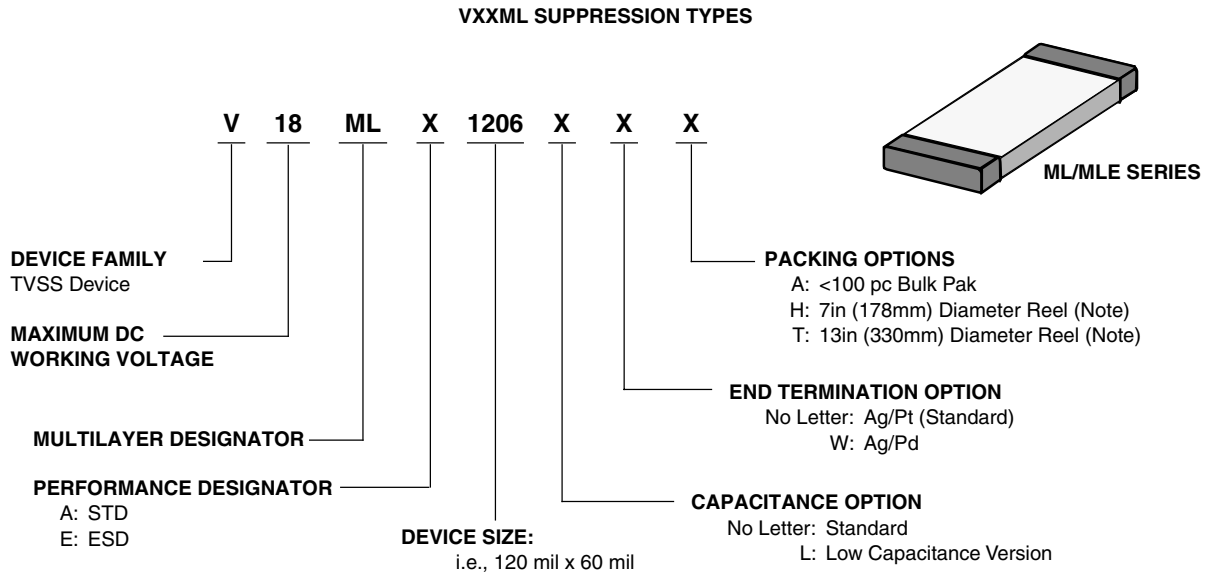 VXXML SUPPRESSION TYPES
V 18 ML X 1206 X X X
ML/MLE SERIES
DEVICE FAMILY
TVSS Device
MAXIMUM DC
WORKING VOLTAGE
MULTILAYER DESIGNATOR
PERFORMANCE DESIGNATOR
A: STD
E: ESD
DEVICE SIZE:
i.e., 120 mil x 60 mil
CAPACITANCE OPTION
No Letter: Standard
L: Low Capacitance Version
END TERMINATION OPTION
No Letter: Ag/Pt (Standard)
W: Ag/Pd
PACKING OPTIONS
A: <100 pc Bulk Pak
H: 7in (178mm) Diameter Reel (Note)
T: 13in (330mm) Diameter Reel (Note)